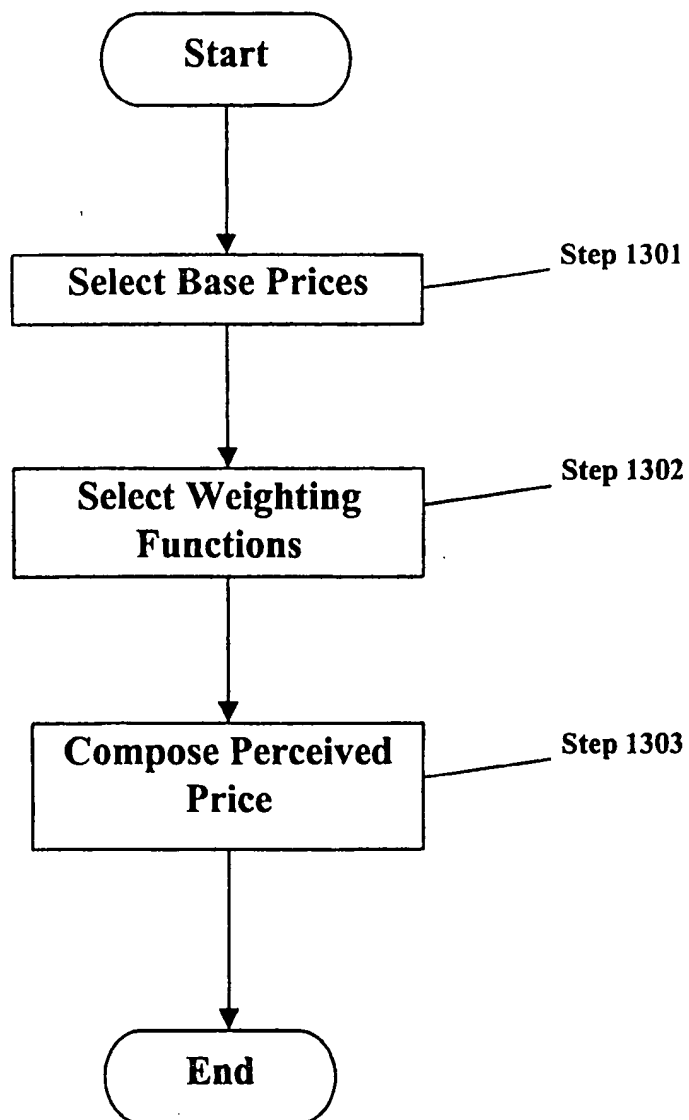 Start
Select Base Prices
Step 1301
Select Weighting
Functions
Step 1302
Compose Perceived
Price
Step 1303
End